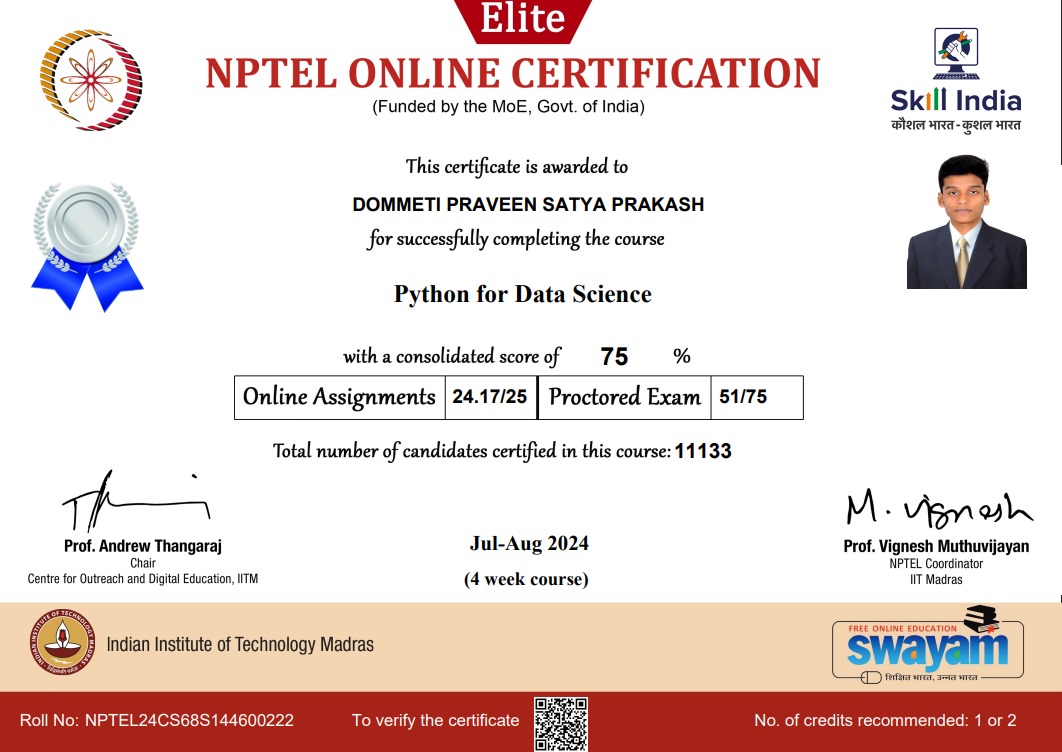 Elite
NPTEL ONLINE CERTIFICATION
(Funded by the MoE, Govt. of India)
Skill India
कौशल भारत - कुशल भारत
This certificate is awarded to
DOMMETI PRAVEEN SATYA PRAKASH
for successfully completing the course
Python for Data Science
with a consolidated score of 75 %
Online Assignments 24.17/25 Proctored Exam 51/75
Total number of candidates certified in this course: 11133
M. Vignesh
Prof. Andrew Thangaraj
Chair
Centre for Outreach and Digital Education, IITM
Jul-Aug 2024
(4 week course)
Prof. Vignesh Muthuvijayan
NPTEL Coordinator
IIT Madras
INDIAN INSTITUTE OF TECHNOLOGY MADRAS
Indian Institute of Technology Madras
FREE ONLINE EDUCATION
swayam
शिक्षित भारत, उन्नत भारत
Roll No: NPTEL24CS68S144600222
To verify the certificate
No. of credits recommended: 1 or 2